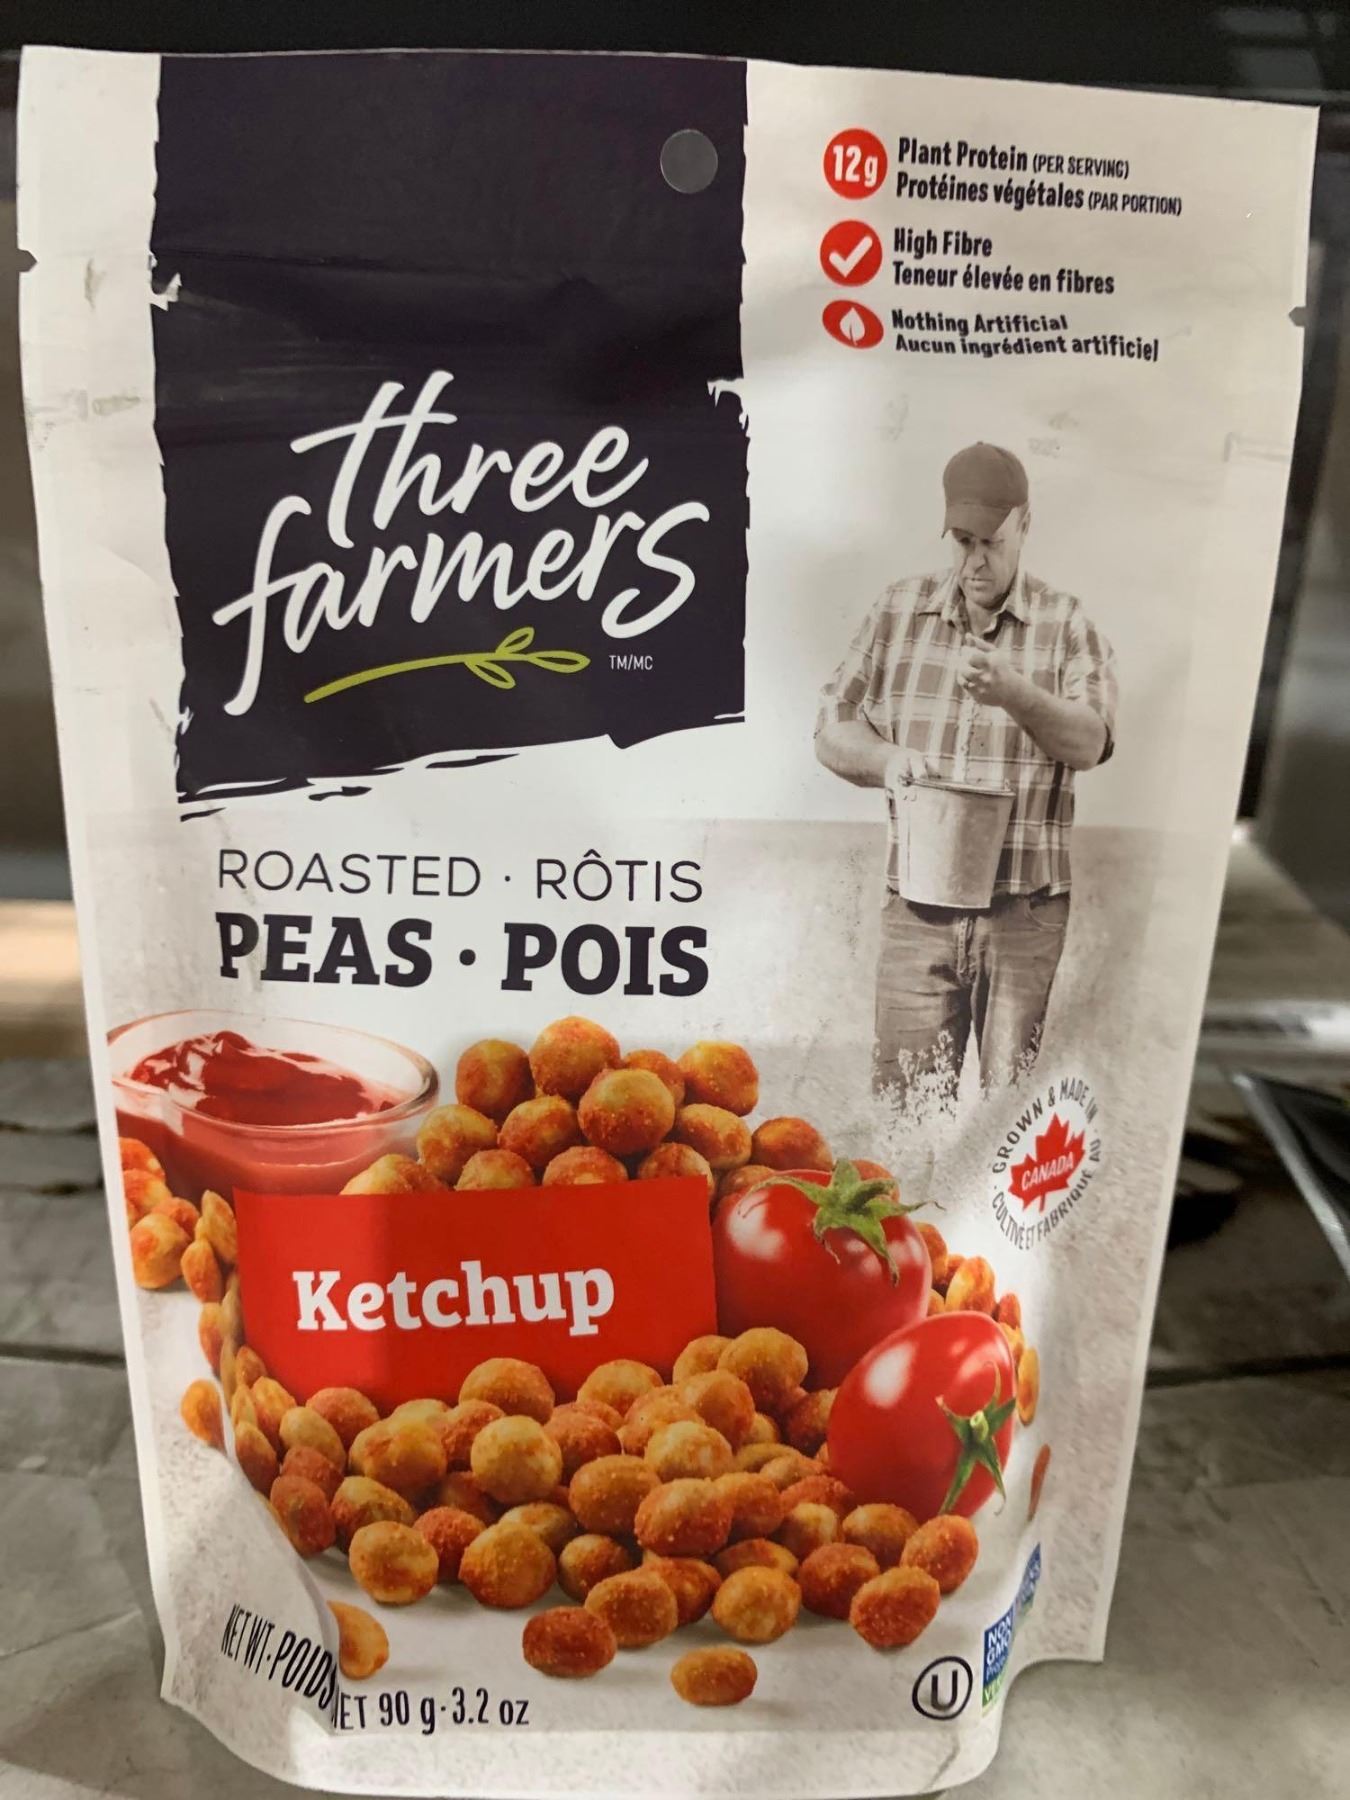 12g
Plant Protein (PER SERVING)
Protéines végétales (PAR PORTION)
High Fibre
Teneur élevée en fibres
Nothing Artificial
Aucun ingrédient artificiel
three
farmers
TM/MC
ROASTED · RÔTIS
PEAS · POIS
GROWN & MADE IN
CANADA
CULTIVÉ ET FABRIQUÉ AU
Ketchup
NON
GMO
U
NET WT·POIDS NET 90 g·3.2 oz